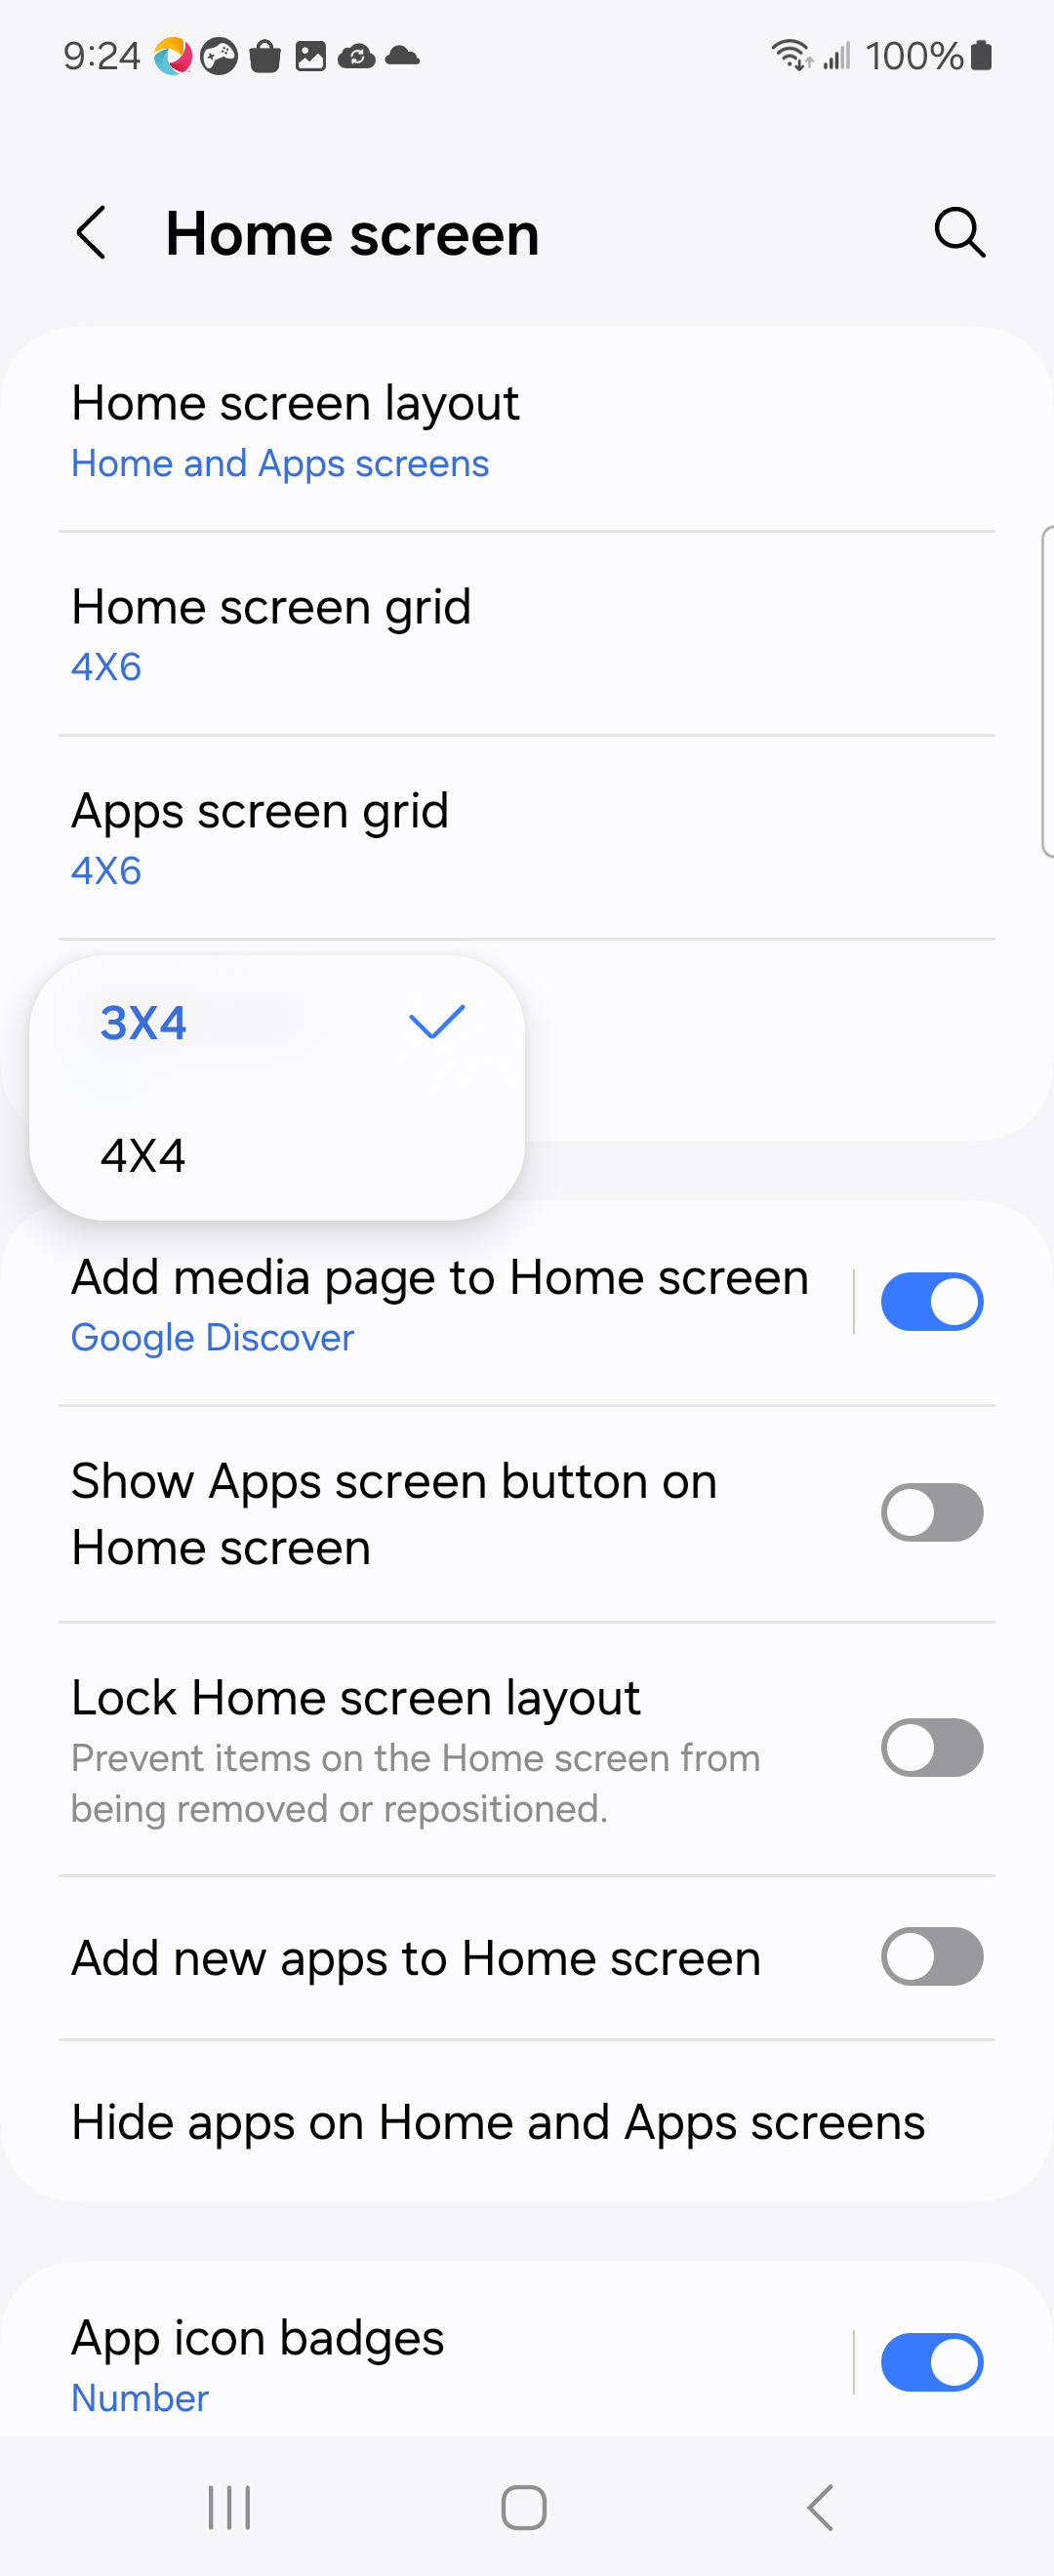 9:24
100%
Home screen
Home screen layout
Home and Apps screens
Home screen grid
4X6
Apps screen grid
4X6
3X4
4X4
Add media page to Home screen
Google Discover
Show Apps screen button on
Home screen
Lock Home screen layout
Prevent items on the Home screen from
being removed or repositioned.
Add new apps to Home screen
Hide apps on Home and Apps screens
App icon badges
Number